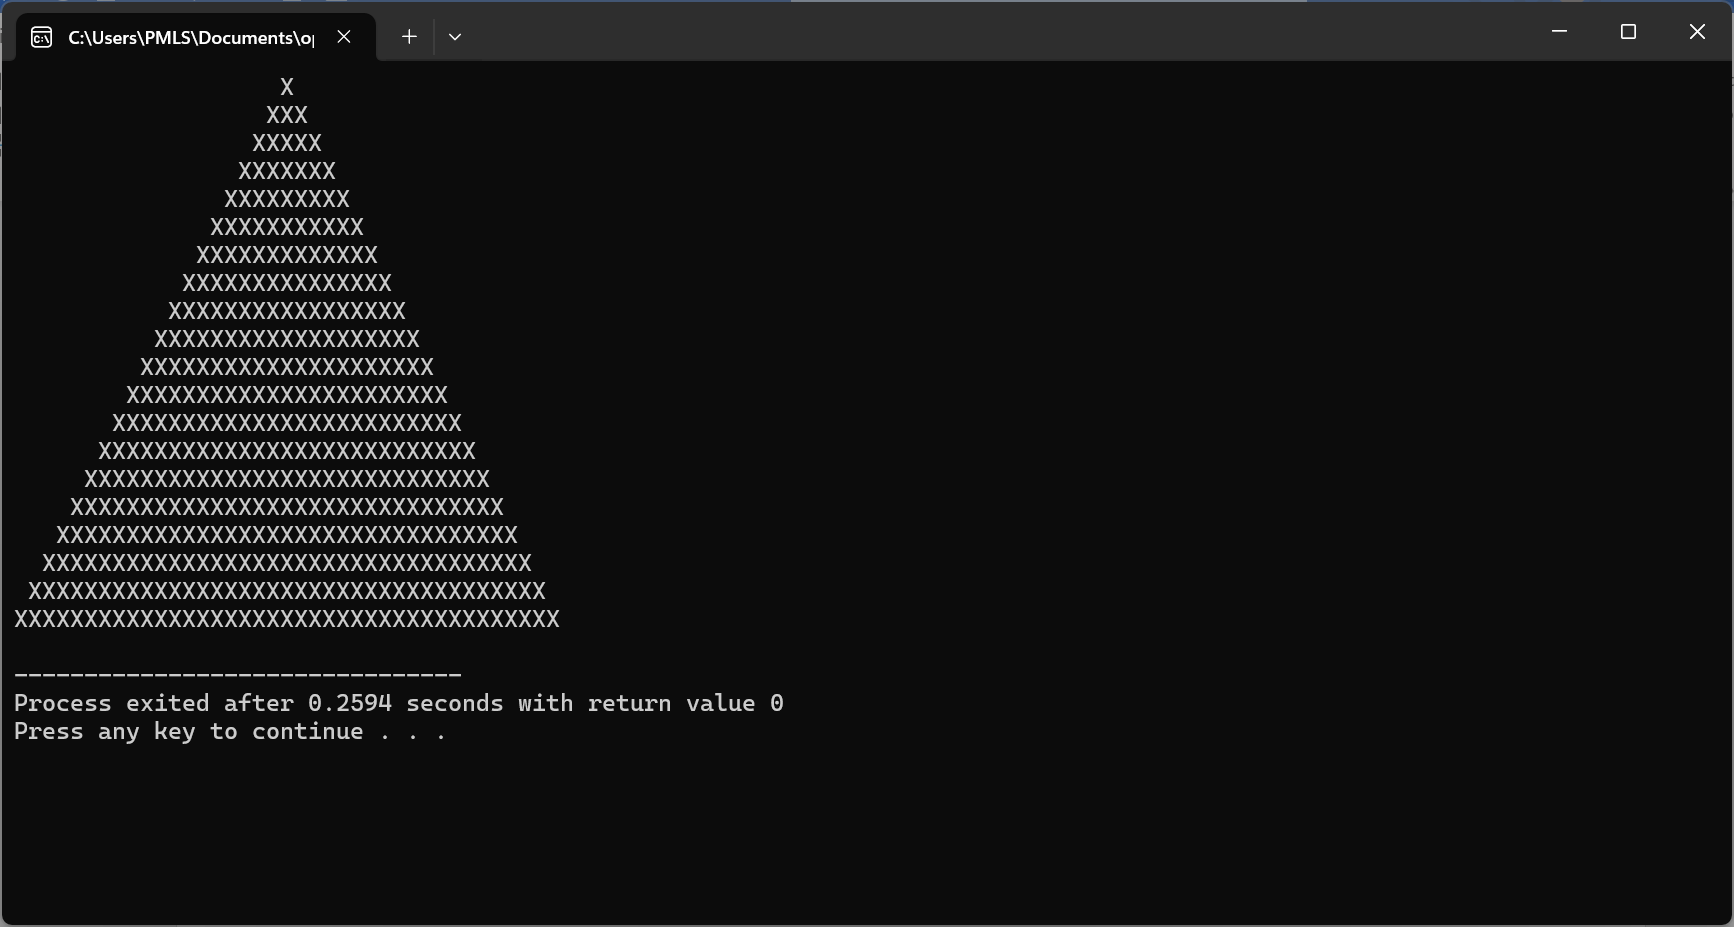 C:\Users\PMLS\Documents\o
X
XXX
XXXXX
XXXXXXX
XXXXXXXXX
XXXXXXXXXXX
XXXXXXXXXXXXX
XXXXXXXXXXXXXXX
XXXXXXXXXXXXXXXXX
XXXXXXXXXXXXXXXXXXX
XXXXXXXXXXXXXXXXXXXXX
XXXXXXXXXXXXXXXXXXXXXXX
XXXXXXXXXXXXXXXXXXXXXXXXX
XXXXXXXXXXXXXXXXXXXXXXXXXXX
XXXXXXXXXXXXXXXXXXXXXXXXXXXXX
XXXXXXXXXXXXXXXXXXXXXXXXXXXXXXX
XXXXXXXXXXXXXXXXXXXXXXXXXXXXXXXXX
XXXXXXXXXXXXXXXXXXXXXXXXXXXXXXXXXXX
XXXXXXXXXXXXXXXXXXXXXXXXXXXXXXXXXXXXX
XXXXXXXXXXXXXXXXXXXXXXXXXXXXXXXXXXXXXXX
--------------------------------
Process exited after 0.2594 seconds with return value 0
Press any key to continue . . .